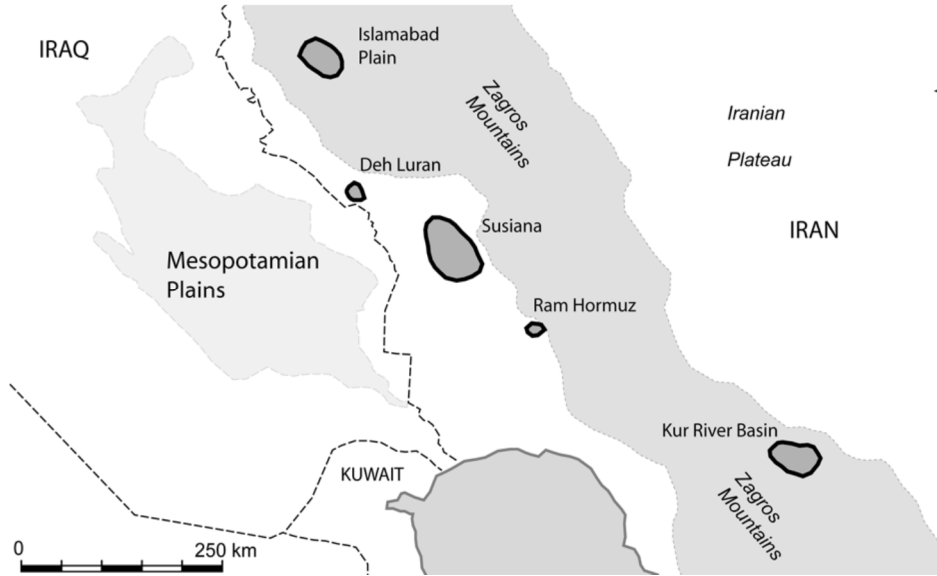 IRAQ
Islamabad
Plain
Zagros
Mountains
Iranian
Plateau
Deh Luran
Susiana
IRAN
Mesopotamian
Plains
Ram Hormuz
Kur River Basin
KUWAIT
Zagros
Mountains
0 250 km